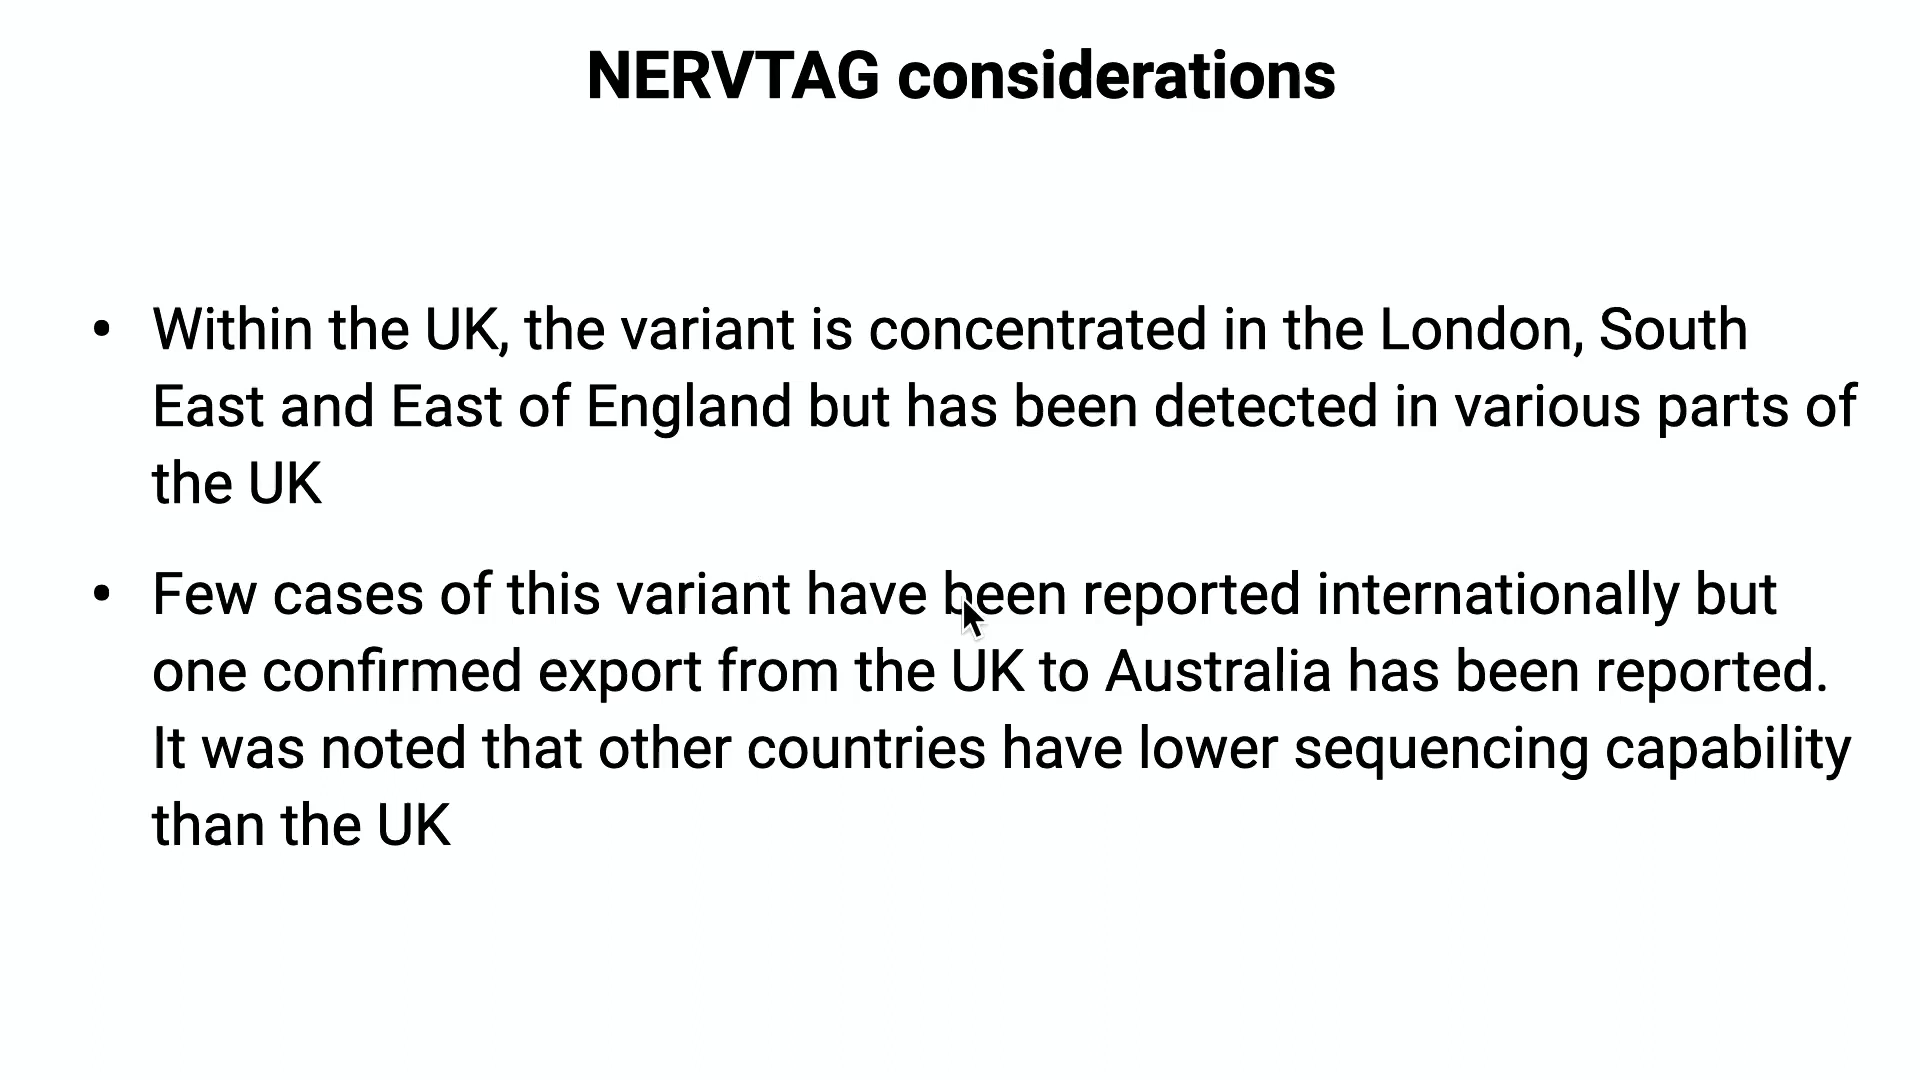 NERVTAG considerations
• Within the UK, the variant is concentrated in the London, South
East and East of England but has been detected in various parts of
the UK
• Few cases of this variant have been reported internationally but
one confirmed export from the UK to Australia has been reported.
It was noted that other countries have lower sequencing capability
than the UK